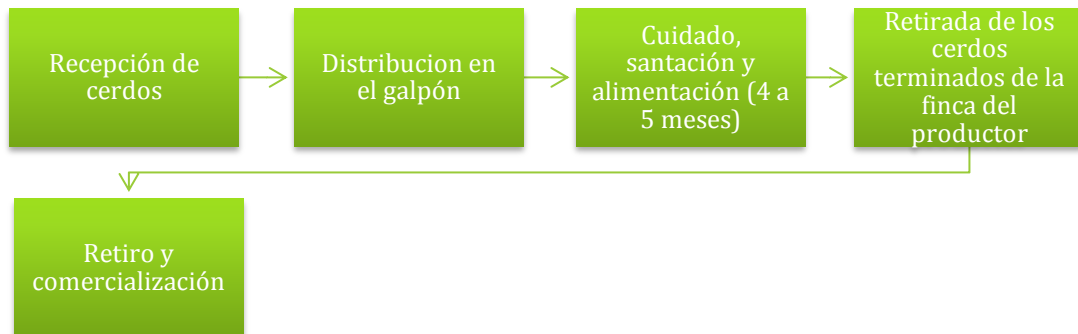 Recepción de
cerdos
Distribucion en
el galpón
Cuidado,
santación y
alimentación (4 a
5 meses)
Retirada de los
cerdos
terminados de la
finca del
productor
Retiro y
comercialización